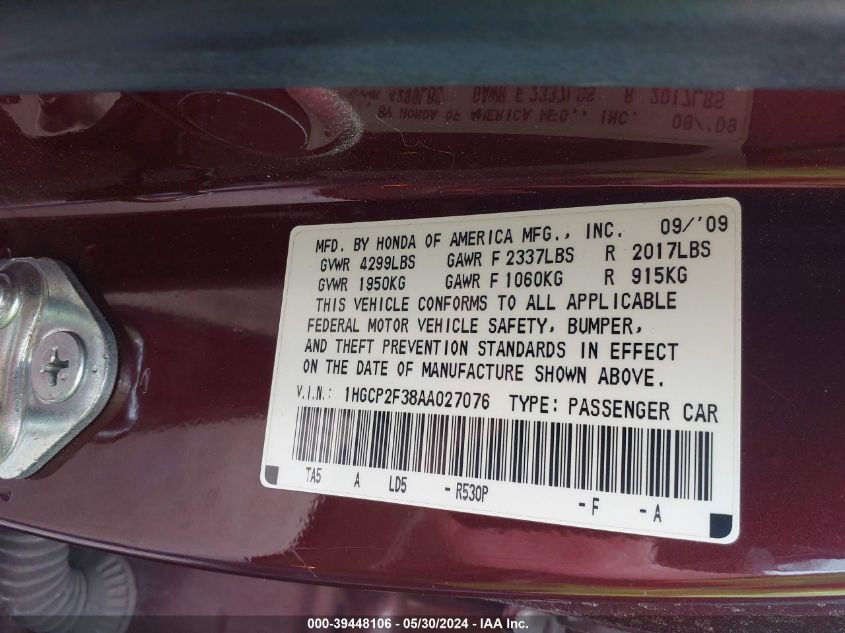 MFD. BY HONDA OF AMERICA MFG., INC. 09/'09
GVWR 4299LBS GAWR F 2337LBS R 2017LBS
GVWR 1950KG GAWR F 1060KG R 915KG
THIS VEHICLE CONFORMS TO ALL APPLICABLE
FEDERAL MOTOR VEHICLE SAFETY, BUMPER,
AND THEFT PREVENTION STANDARDS IN EFFECT
ON THE DATE OF MANUFACTURE SHOWN ABOVE.
V.I.N.: 1HGCP2F38AA027076 TYPE: PASSENGER CAR
TA5 A LD5 -R530P -F -A
000-39448106 - 05/30/2024 - IAA Inc.